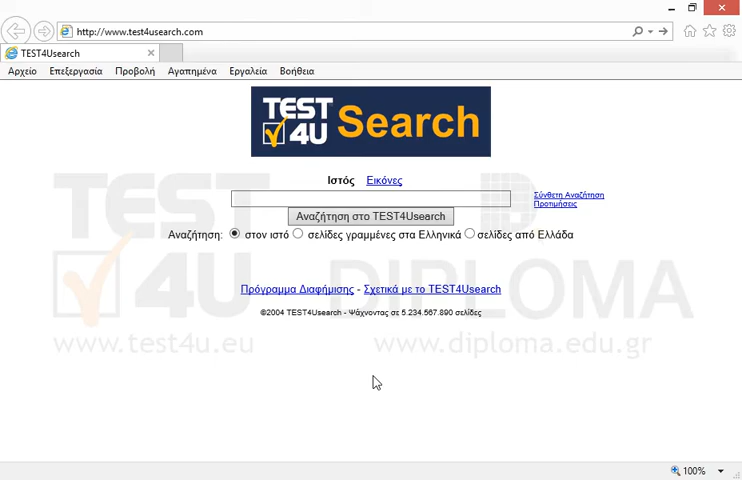 http://www.test4usearch.com
TEST4Usearch
Αρχείο Επεξεργασία Προβολή Αγαπημένα Εργαλεία Βοήθεια
TEST 4U Search
Ιστός Εικόνες
Σύνθετη Αναζήτηση
Προτιμήσεις
Αναζήτηση στο TEST4Usearch
Αναζήτηση: στον ιστό σελίδες γραμμένες στα Ελληνικά σελίδες από Ελλάδα
TEST 4U DIPLOMA
Πρόγραμμα Διαφήμισης - Σχετικά με το TEST4Usearch
©2004 TEST4Usearch - Ψάχνοντας σε 5.234.567.890 σελίδες
www.test4u.eu www.diploma.edu.gr
100%